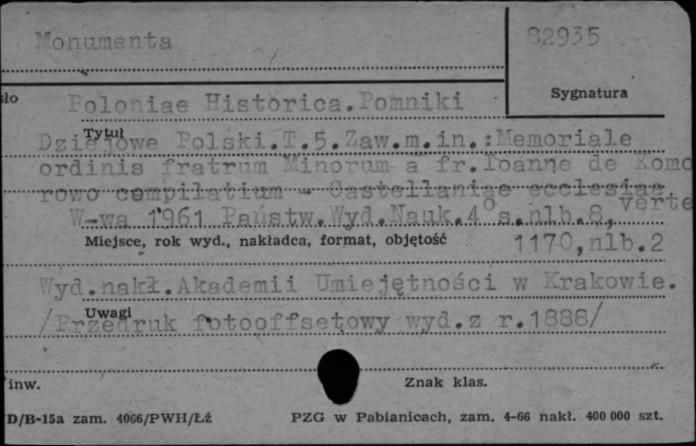 Monumenta
82935
ło
Sygnatura
Poloniae Historica.Pomniki
Tytuł
Dziejowe Polski.T.5.Zaw.m.in.:Memoriale
ordinis fratrum Minorum a fr.Ioanne de Komo
rowo compilatium - Castellaniae ecclesiae
W-wa 1961 Państw.Wyd.Nauk.4° s.nlb.8, verte
Miejsce, rok wyd., nakładca, format, objętość
1170,nlb.2
Wyd.nakł.Akademii Umiejętności w Krakowie.
Uwagi
/Przedruk fotooffsetowy wyd.z r.1888/
inw.
Znak klas.
D/B-15a zam. 4066/PWH/Łź
PZG w Pabianicach, zam. 4-66 nakł. 400 000 szt.